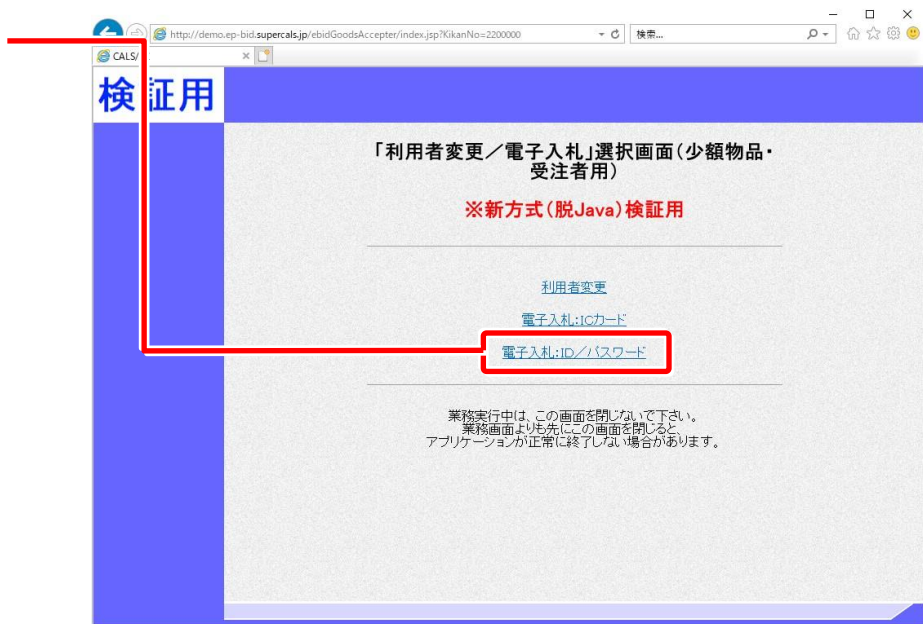 http://demo.ep-bid.supercals.jp/ebidGoodsAccepter/index.jsp?KikanNo=2200000
検索...
CALS/
検証用
「利用者変更／電子入札」選択画面(少額物品・
受注者用)
※新方式(脱Java)検証用
利用者変更
電子入札:ICカード
電子入札:ID／パスワード
業務実行中は、この画面を閉じないで下さい。
業務画面よりも先にこの画面を閉じると、
アプリケーションが正常に終了しない場合があります。